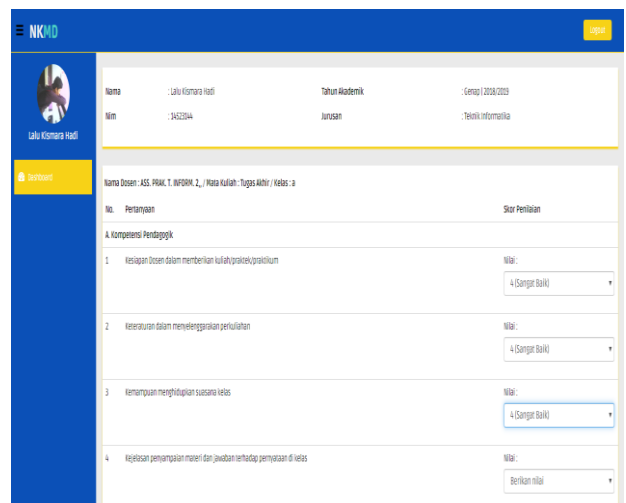 NKMD
Logout
Lalu Kismara Hadi
Dashboard
Nama : Lalu Kismara Hadi Tahun Akademik : Genap | 2018/2019
Nim : 14523044 Jurusan : Teknik Informatika
Nama Dosen : ASS. PRAK. T. INFORM. 2,, / Mata Kuliah : Tugas Akhir / Kelas : a
No. Pertanyaan Skor Penilaian
A. Kompetensi Pendagogik
1 Kesiapan Dosen dalam memberikan kuliah/praktek/praktikum Nilai :
4 (Sangat Baik)
2 Keteraturan dalam menyelenggarakan perkuliahan Nilai :
4 (Sangat Baik)
3 Kemampuan menghidupkan suasana kelas Nilai :
4 (Sangat Baik)
4 Kejelasan penyampaian materi dan jawaban terhadap pernyataan di kelas Nilai :
Berikan nilai